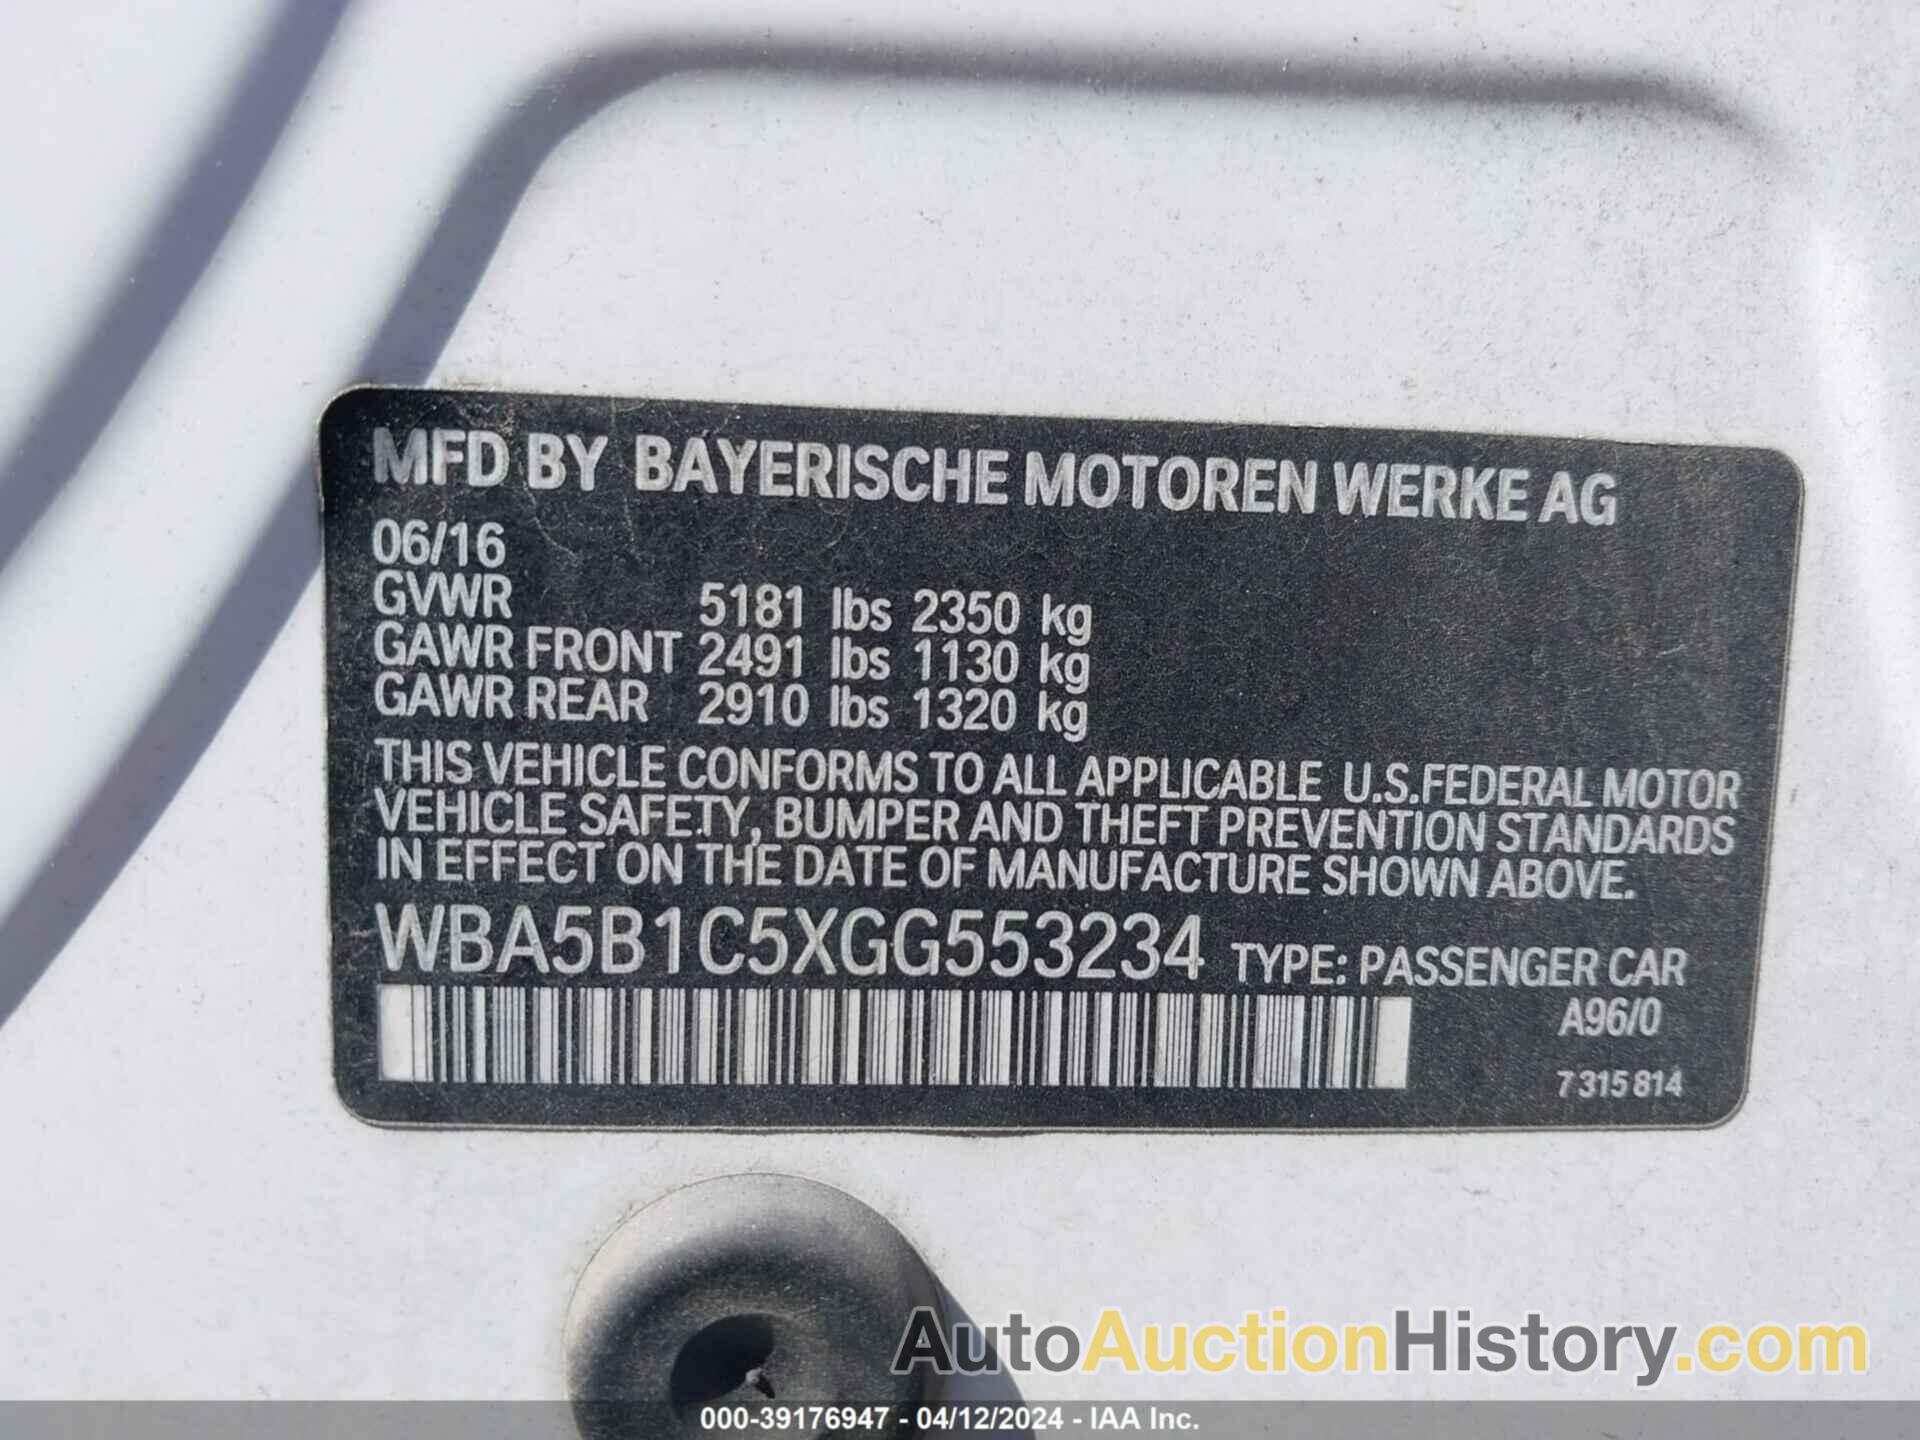 MFD BY BAYERISCHE MOTOREN WERKE AG
06/16
GVWR 5181 lbs 2350 kg
GAWR FRONT 2491 lbs 1130 kg
GAWR REAR 2910 lbs 1320 kg
THIS VEHICLE CONFORMS TO ALL APPLICABLE U.S.FEDERAL MOTOR
VEHICLE SAFETY, BUMPER AND THEFT PREVENTION STANDARDS
IN EFFECT ON THE DATE OF MANUFACTURE SHOWN ABOVE.
WBA5B1C5XGG553234 TYPE: PASSENGER CAR
A96/0
7 315 814
AutoAuctionHistory.com
000-39176947 - 04/12/2024 - IAA Inc.